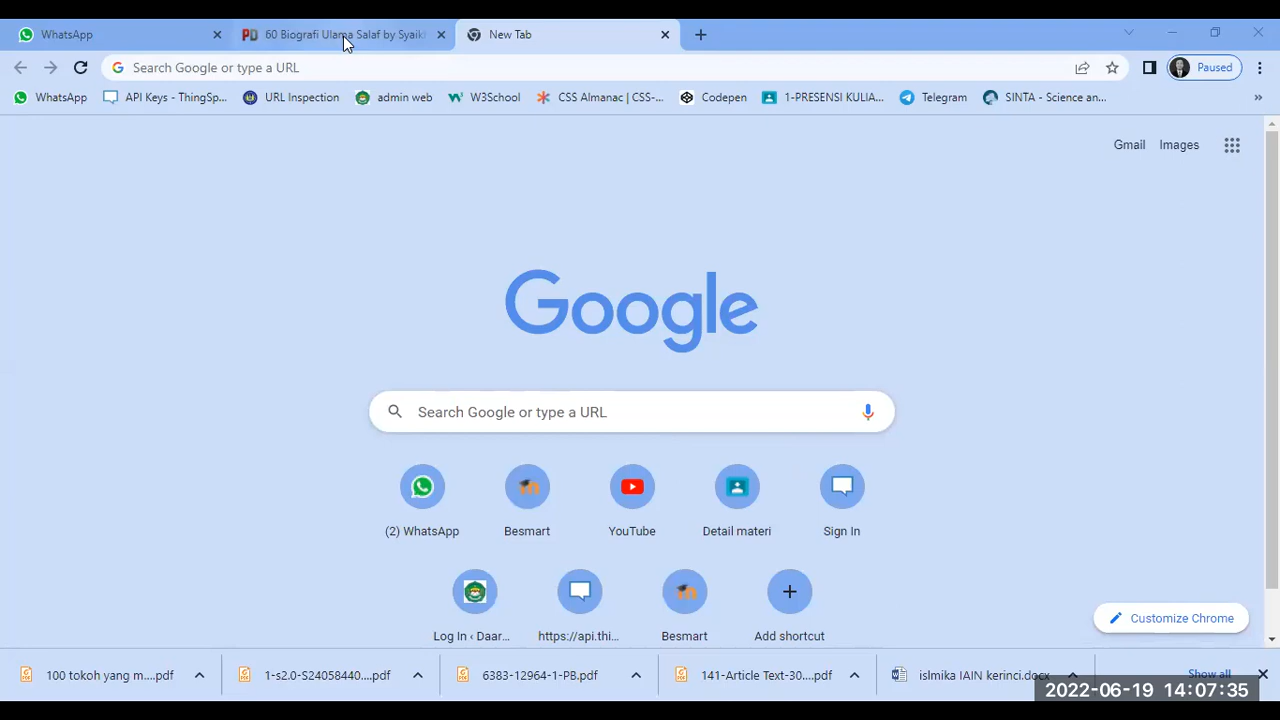 WhatsApp
60 Biografi Ulama Salaf by Syaikh
New Tab
Search Google or type a URL
Paused
WhatsApp
API Keys - ThingSp...
URL Inspection
admin web
W3School
CSS Almanac | CSS-...
Codepen
1-PRESENSI KULIA...
Telegram
SINTA - Science an...
Gmail
Images
Google
Search Google or type a URL
(2) WhatsApp
Besmart
YouTube
Detail materi
Sign In
Log In ‹ Daar...
https://api.thi...
Besmart
Add shortcut
Customize Chrome
100 tokoh yang m....pdf
1-s2.0-S24058440...pdf
6383-12964-1-PB.pdf
141-Article Text-30....pdf
islmika IAIN kerinci.docx
Show all
2022-06-19 14:07:35